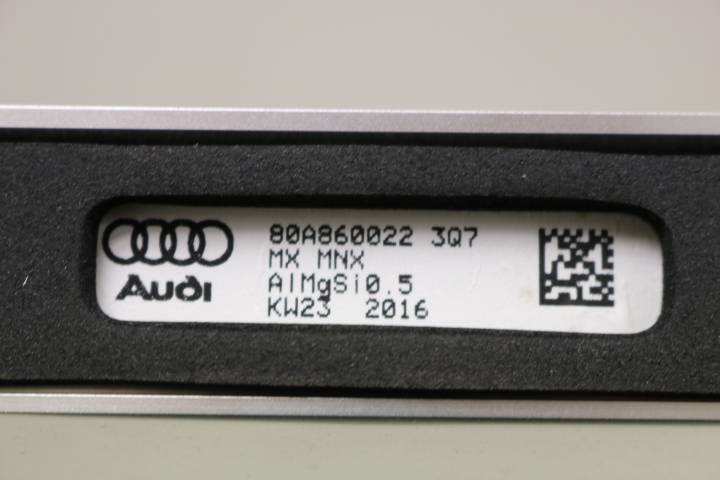 80A860022 3Q7
MX MNX
AlMgSi0.5
KW23 2016
Audi